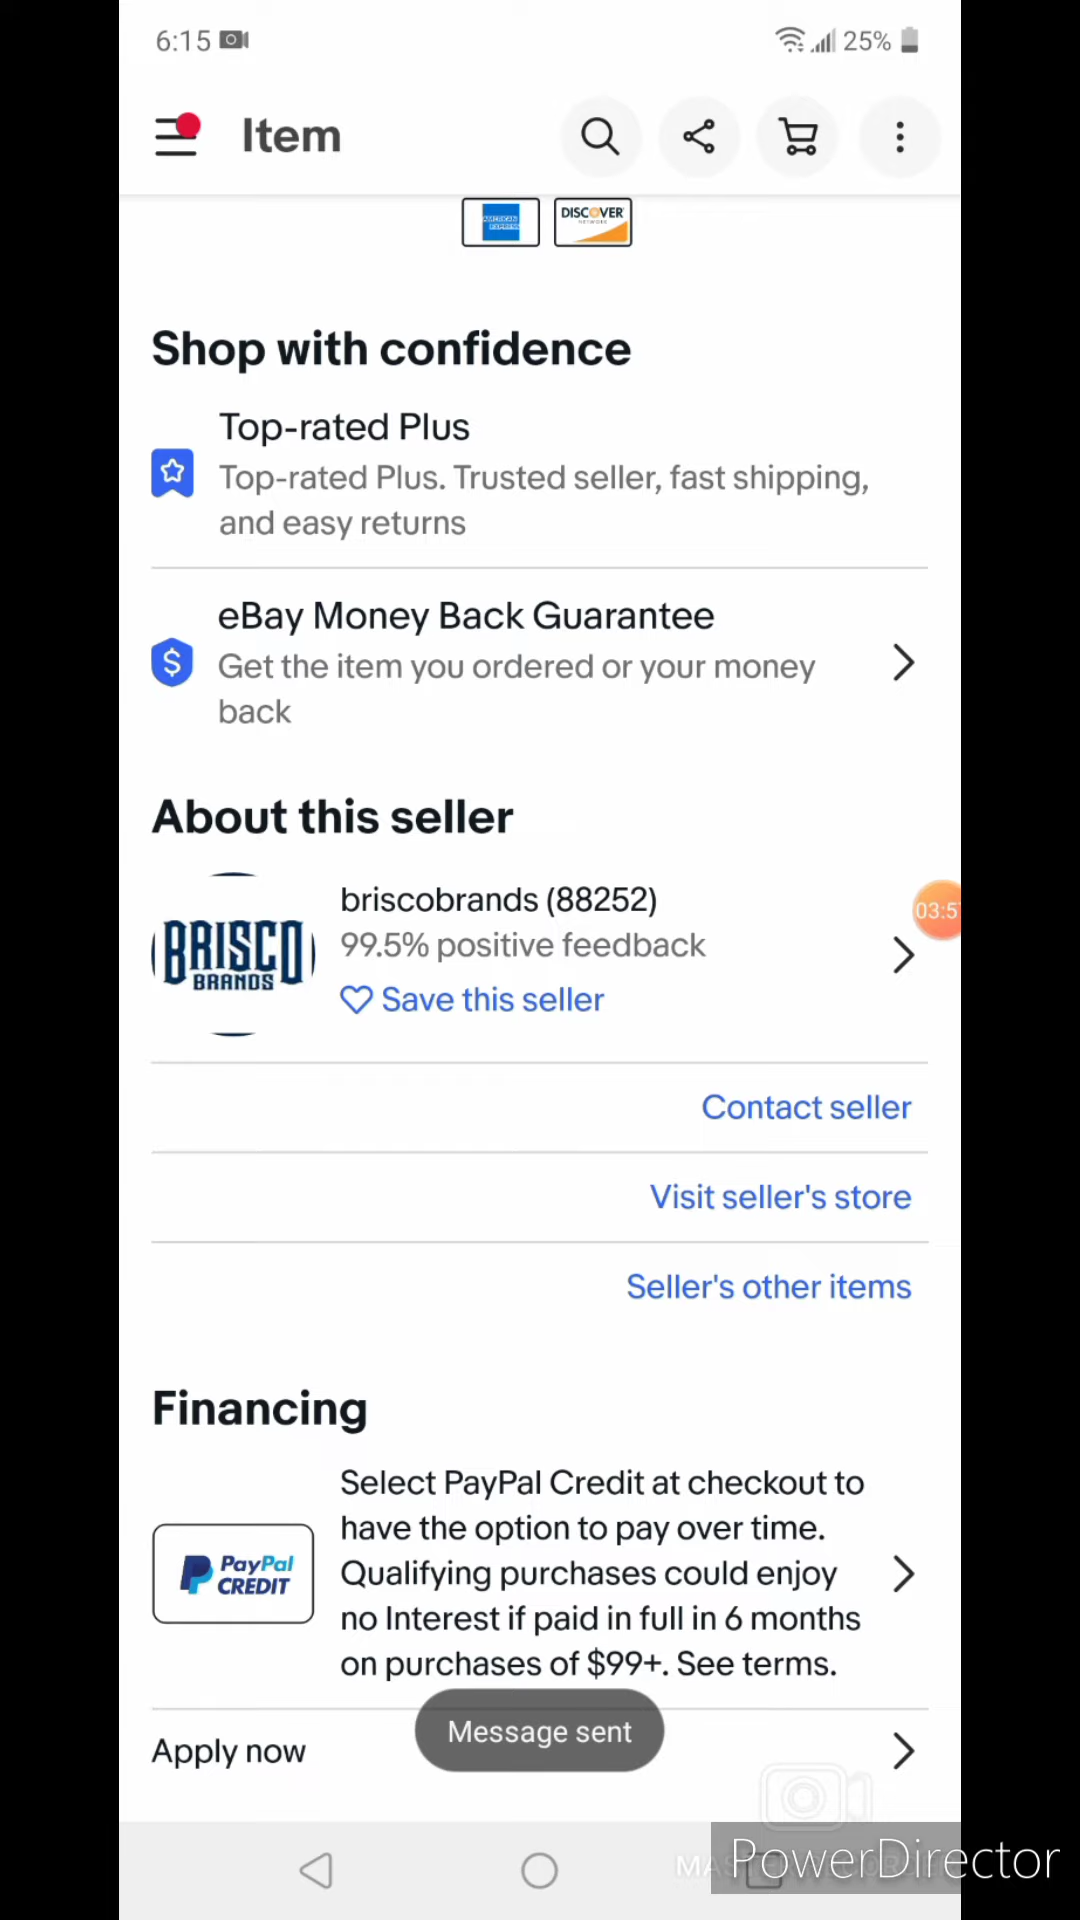 6:15
25%
Item
AMERICAN
EXPRESS
DISCOVER
NETWORK
Shop with confidence
Top-rated Plus
Top-rated Plus. Trusted seller, fast shipping,
and easy returns
eBay Money Back Guarantee
$
Get the item you ordered or your money
back
About this seller
BRISCO
BRANDS
briscobrands (88252)
99.5% positive feedback
03:5
Save this seller
Contact seller
Visit seller's store
Seller's other items
Financing
PayPal
CREDIT
Select PayPal Credit at checkout to
have the option to pay over time.
Qualifying purchases could enjoy
no Interest if paid in full in 6 months
on purchases of $99+. See terms.
Message sent
Apply now
PowerDirector